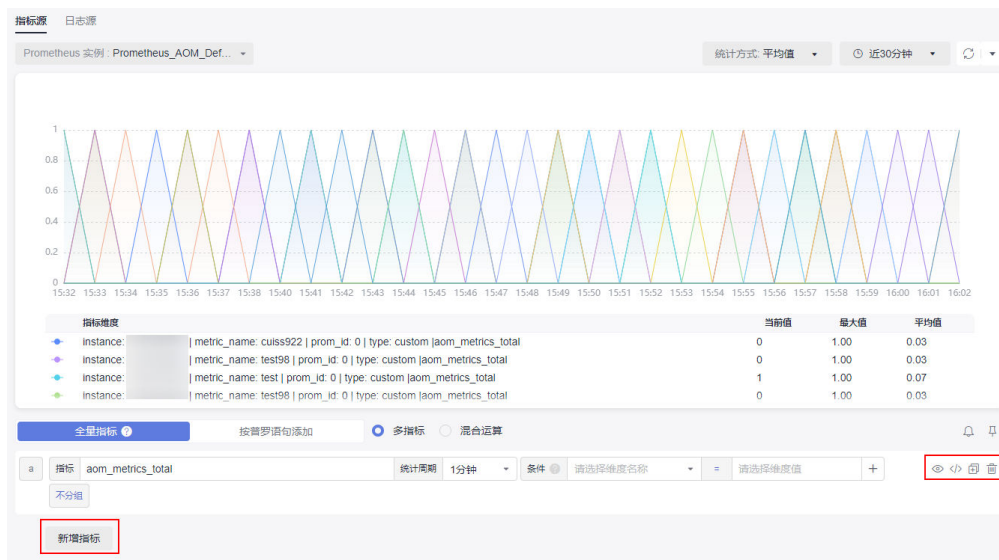 指标源 日志源
Prometheus 实例 : Prometheus_AOM_Def... 统计方式: 平均值 近30分钟
1
0.8
0.6
0.4
0.2
0
15:32 15:33 15:34 15:35 15:36 15:37 15:38 15:40 15:41 15:42 15:43 15:44 15:45 15:46 15:47 15:48 15:49 15:50 15:51 15:52 15:53 15:54 15:55 15:56 15:57 15:58 15:59 16:00 16:01 16:02
指标维度 当前值 最大值 平均值
instance: | metric_name: cuiss922 | prom_id: 0 | type: custom |aom_metrics_total 0 1.00 0.03
instance: | metric_name: test98 | prom_id: 0 | type: custom |aom_metrics_total 0 1.00 0.03
instance: | metric_name: test | prom_id: 0 | type: custom |aom_metrics_total 1 1.00 0.07
instance: | metric_name: test98 | prom_id: 0 | type: custom |aom_metrics_total 0 1.00 0.03
全量指标 ? 按普罗语句添加 多指标 混合运算
a 指标 aom_metrics_total 统计周期 1分钟 条件 请选择维度名称 = 请选择维度值 +
不分组
新增指标